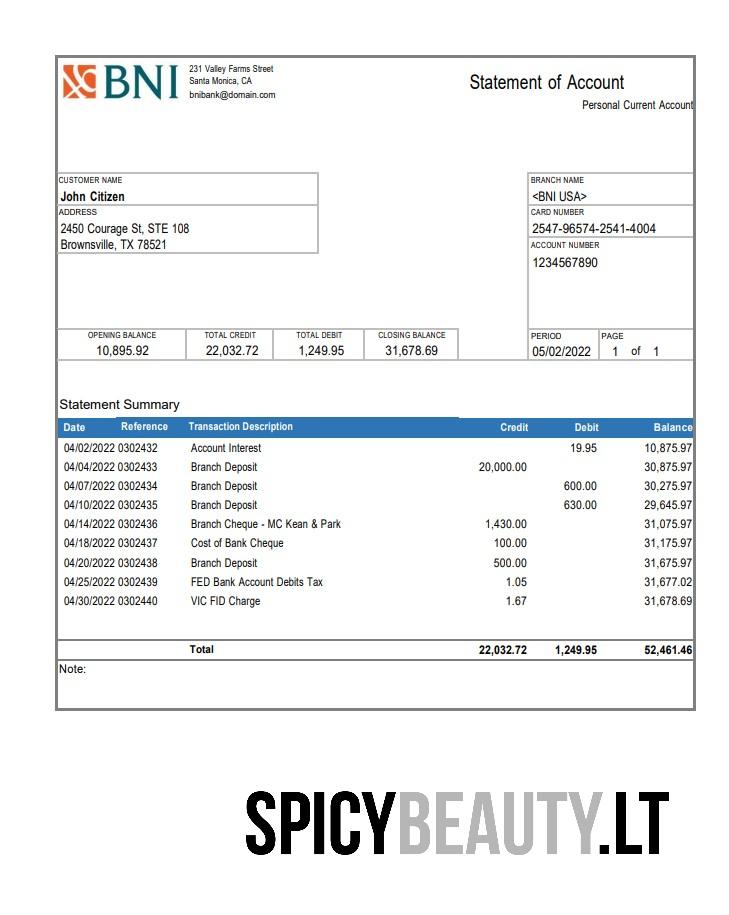 BNI
231 Valley Farms Street
Santa Monica, CA
bnibank@domain.com
Statement of Account
Personal Current Account
CUSTOMER NAME
John Citizen
ADDRESS
2450 Courage St, STE 108
Brownsville, TX 78521
BRANCH NAME
<BNI USA>
CARD NUMBER
2547-96574-2541-4004
ACCOUNT NUMBER
1234567890
OPENING BALANCE TOTAL CREDIT TOTAL DEBIT CLOSING BALANCE PERIOD PAGE
10,895.92 22,032.72 1,249.95 31,678.69 05/02/2022 1 of 1
Statement Summary
Date Reference Transaction Description Credit Debit Balance
04/02/2022 0302432 Account Interest 19.95 10,875.97
04/04/2022 0302433 Branch Deposit 20,000.00 30,875.97
04/07/2022 0302434 Branch Deposit 600.00 30,275.97
04/10/2022 0302435 Branch Deposit 630.00 29,645.97
04/14/2022 0302436 Branch Cheque - MC Kean & Park 1,430.00 31,075.97
04/18/2022 0302437 Cost of Bank Cheque 100.00 31,175.97
04/20/2022 0302438 Branch Deposit 500.00 31,675.97
04/25/2022 0302439 FED Bank Account Debits Tax 1.05 31,677.02
04/30/2022 0302440 VIC FID Charge 1.67 31,678.69
Total 22,032.72 1,249.95 52,461.46
Note:
SPICYBEAUTY.LT